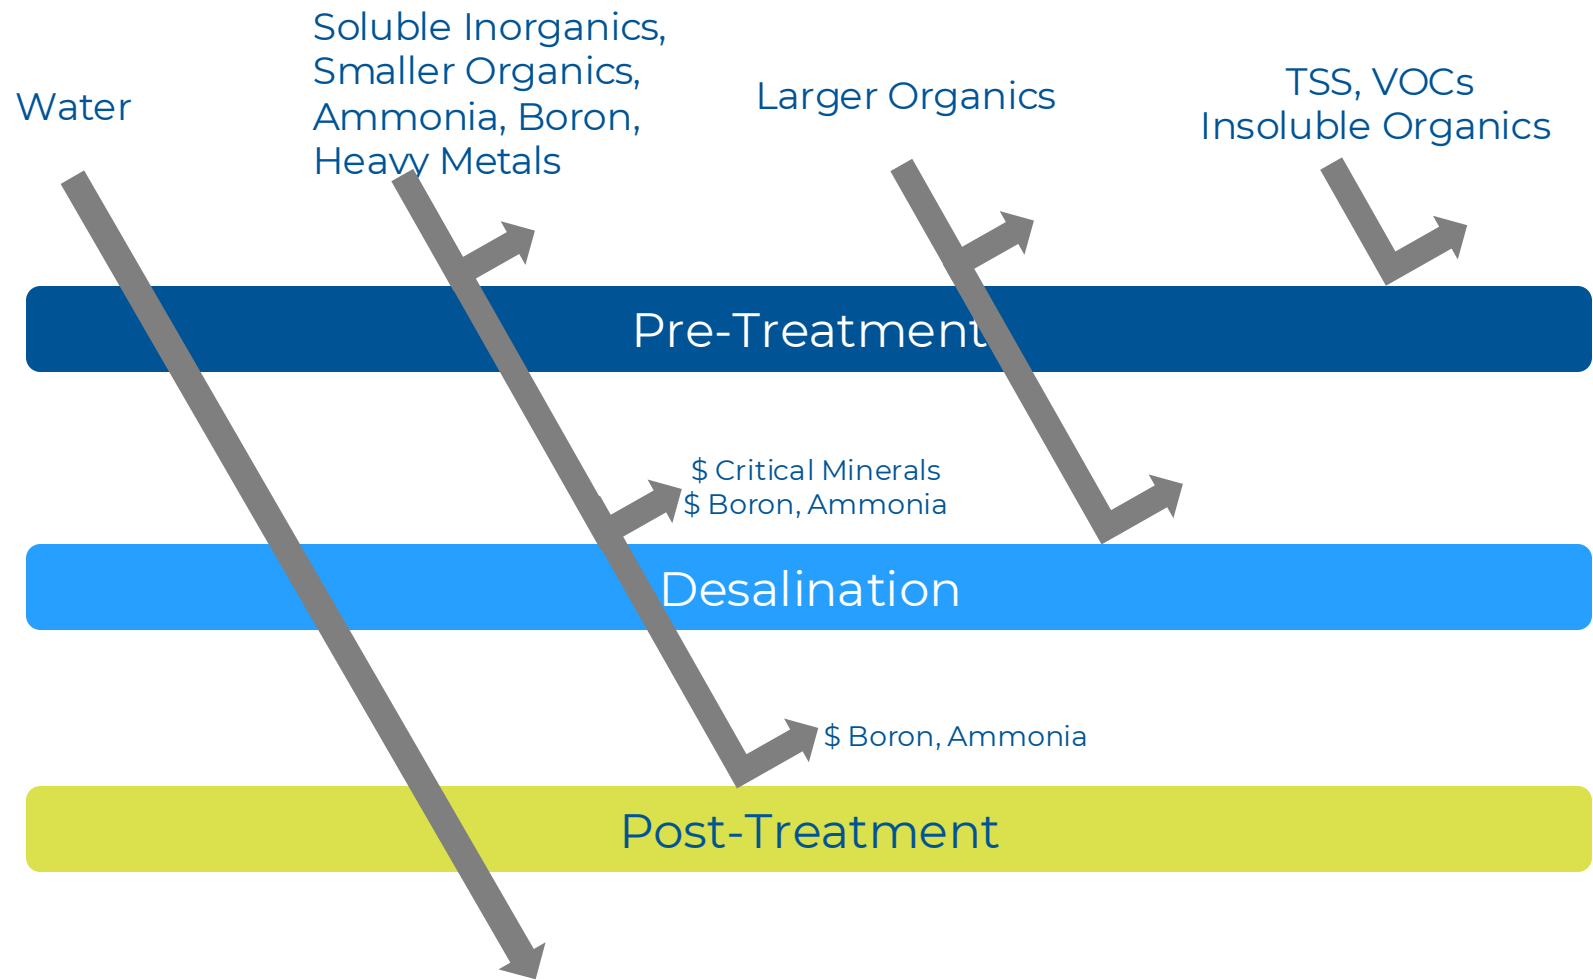 Water
Soluble Inorganics,
Smaller Organics,
Ammonia, Boron,
Heavy Metals
Larger Organics
TSS, VOCs
Insoluble Organics
Pre-Treatment
$ Critical Minerals
$ Boron, Ammonia
Desalination
$ Boron, Ammonia
Post-Treatment